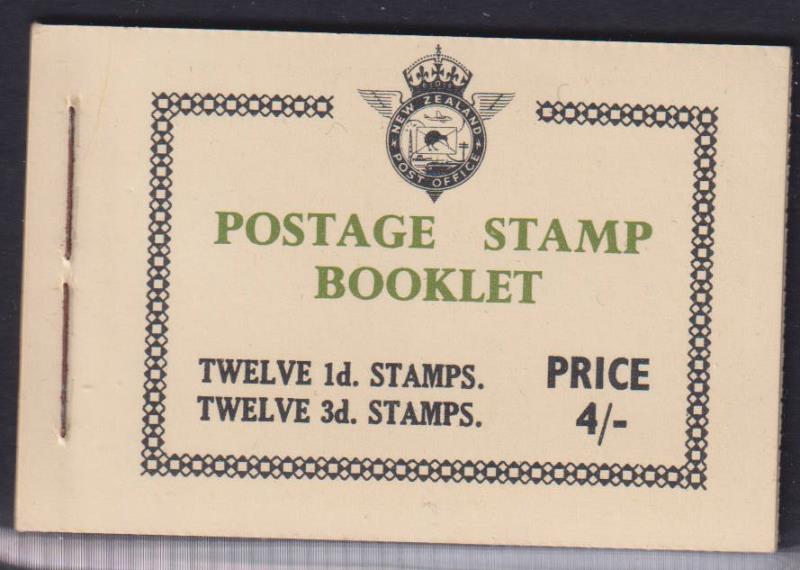 NEW ZEALAND
POST OFFICE
POSTAGE STAMP
BOOKLET
TWELVE 1d. STAMPS.
TWELVE 3d. STAMPS.
PRICE
4/-